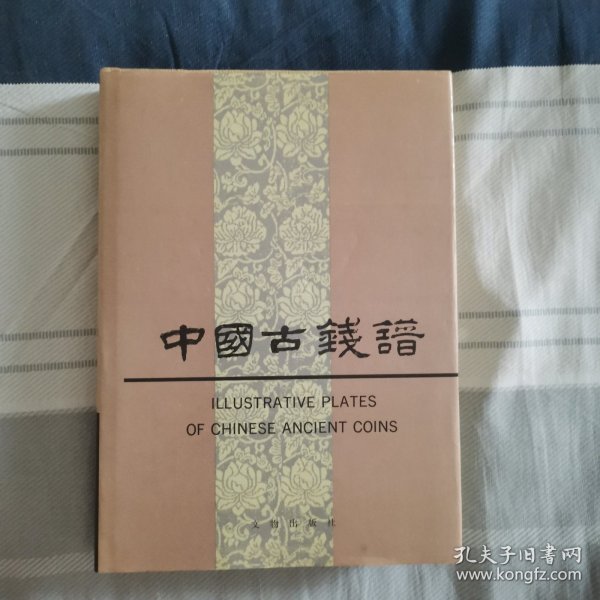 中國古錢譜
ILLUSTRATIVE PLATES
OF CHINESE ANCIENT COINS
文物出版社
孔夫子旧书网
www.kongfz.com